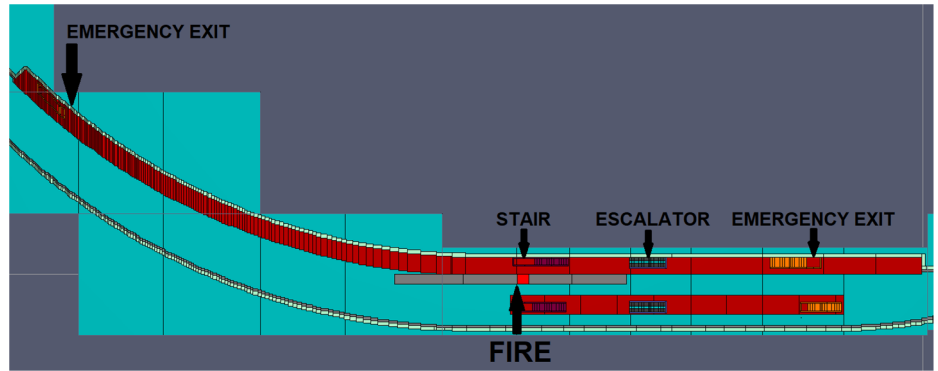 EMERGENCY EXIT
STAIR
ESCALATOR
EMERGENCY EXIT
FIRE